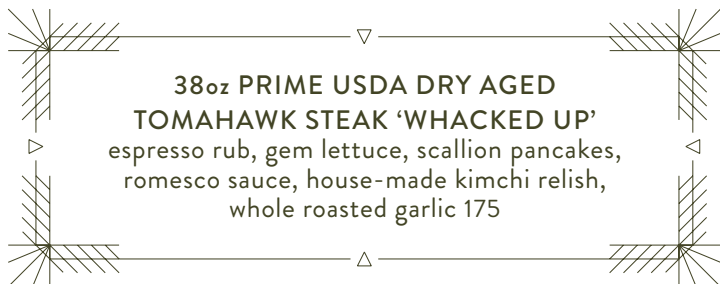 38oz PRIME USDA DRY AGED
TOMAHAWK STEAK ‘WHACKED UP’
espresso rub, gem lettuce, scallion pancakes,
romesco sauce, house-made kimchi relish,
whole roasted garlic 175